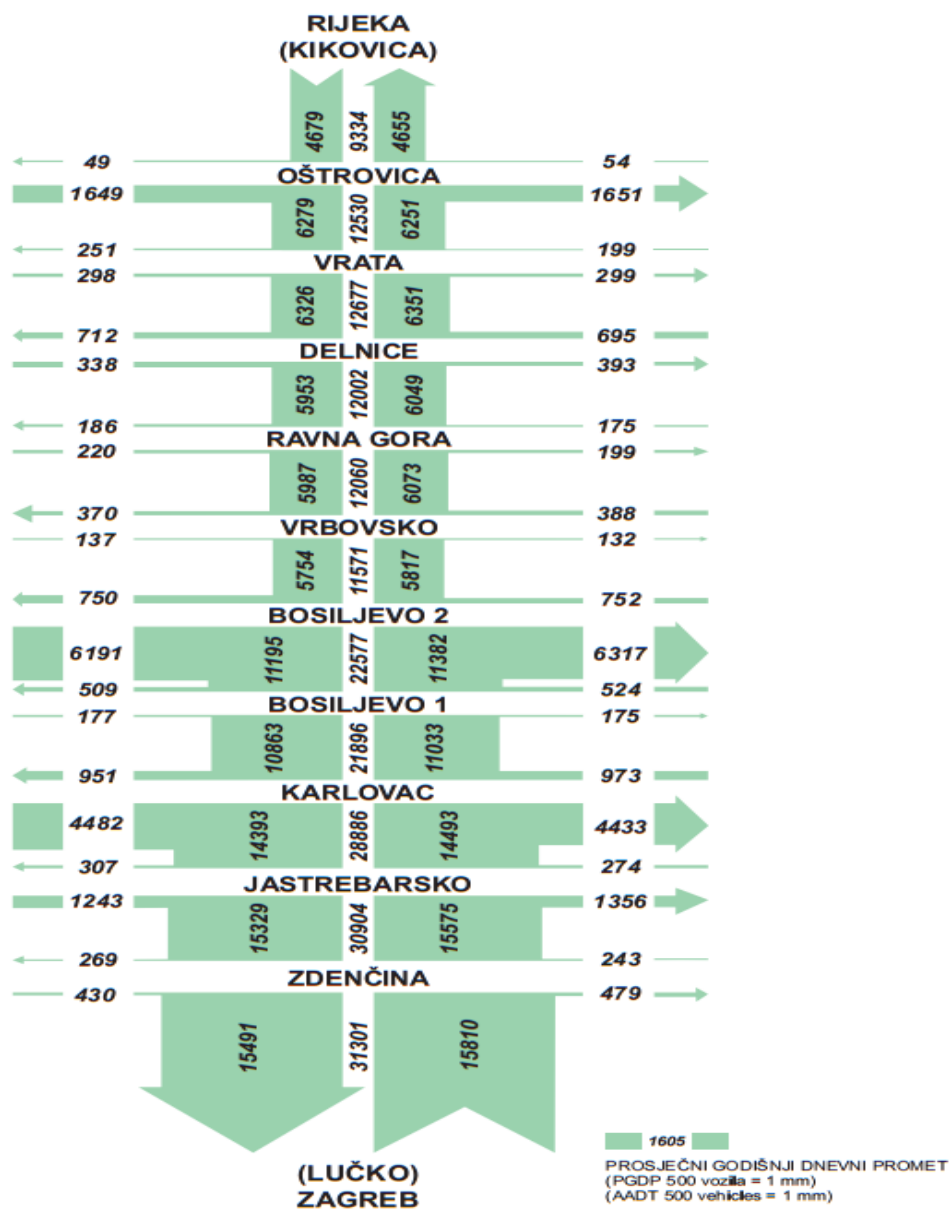 RIJEKA
(KIKOVICA)
4679 9334 4655
49 54
OŠTROVICA
1649 1651
6279 12530 6251
251 199
VRATA
298 299
6326 12677 6351
712 695
DELNICE
338 393
5953 12002 6049
186 175
RAVNA GORA
220 199
5987 12060 6073
370 388
VRBOVSKO
137 132
5754 11571 5817
750 752
BOSILJEVO 2
6191 11195 22577 11382 6317
509 524
BOSILJEVO 1
177 175
10863 21896 11033
951 973
KARLOVAC
4482 4433
14393 28886 14493
307 274
JASTREBARSKO
1243 1356
15329 30904 15575
269 243
ZDENČINA
430 479
15491 31301 15810
(LUČKO)
ZAGREB
1605
PROSJEČNI GODIŠNJI DNEVNI PROMET
(PGDP 500 vozila = 1 mm)
(AADT 500 vehicles = 1 mm)